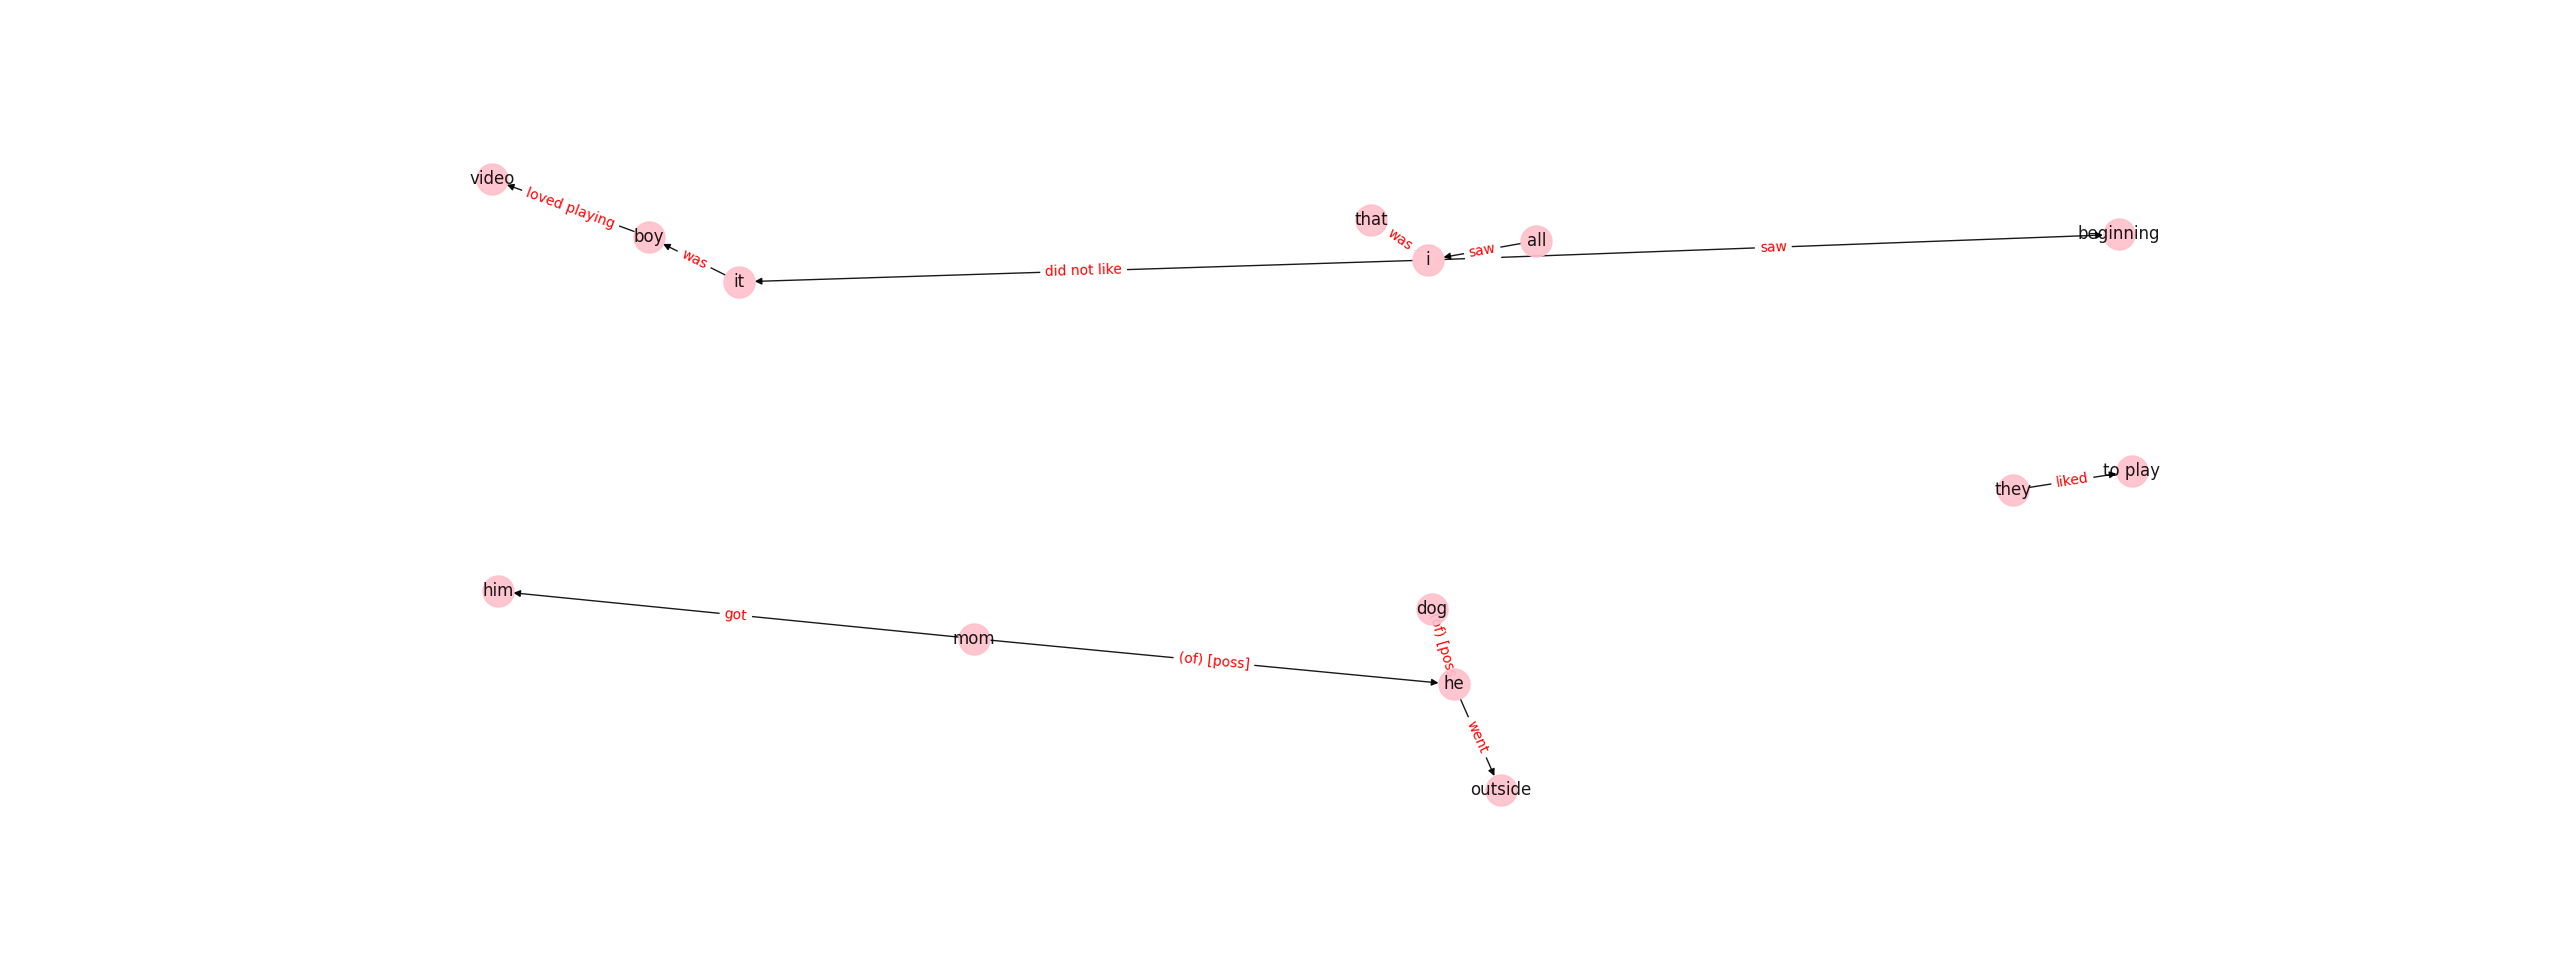 video
loved playing
boy
was
it
did not like
that
was
i
saw
all
saw
beginning
they
liked
to play
him
got
mom
(of) [poss]
dog
of) [pos
he
went
outside